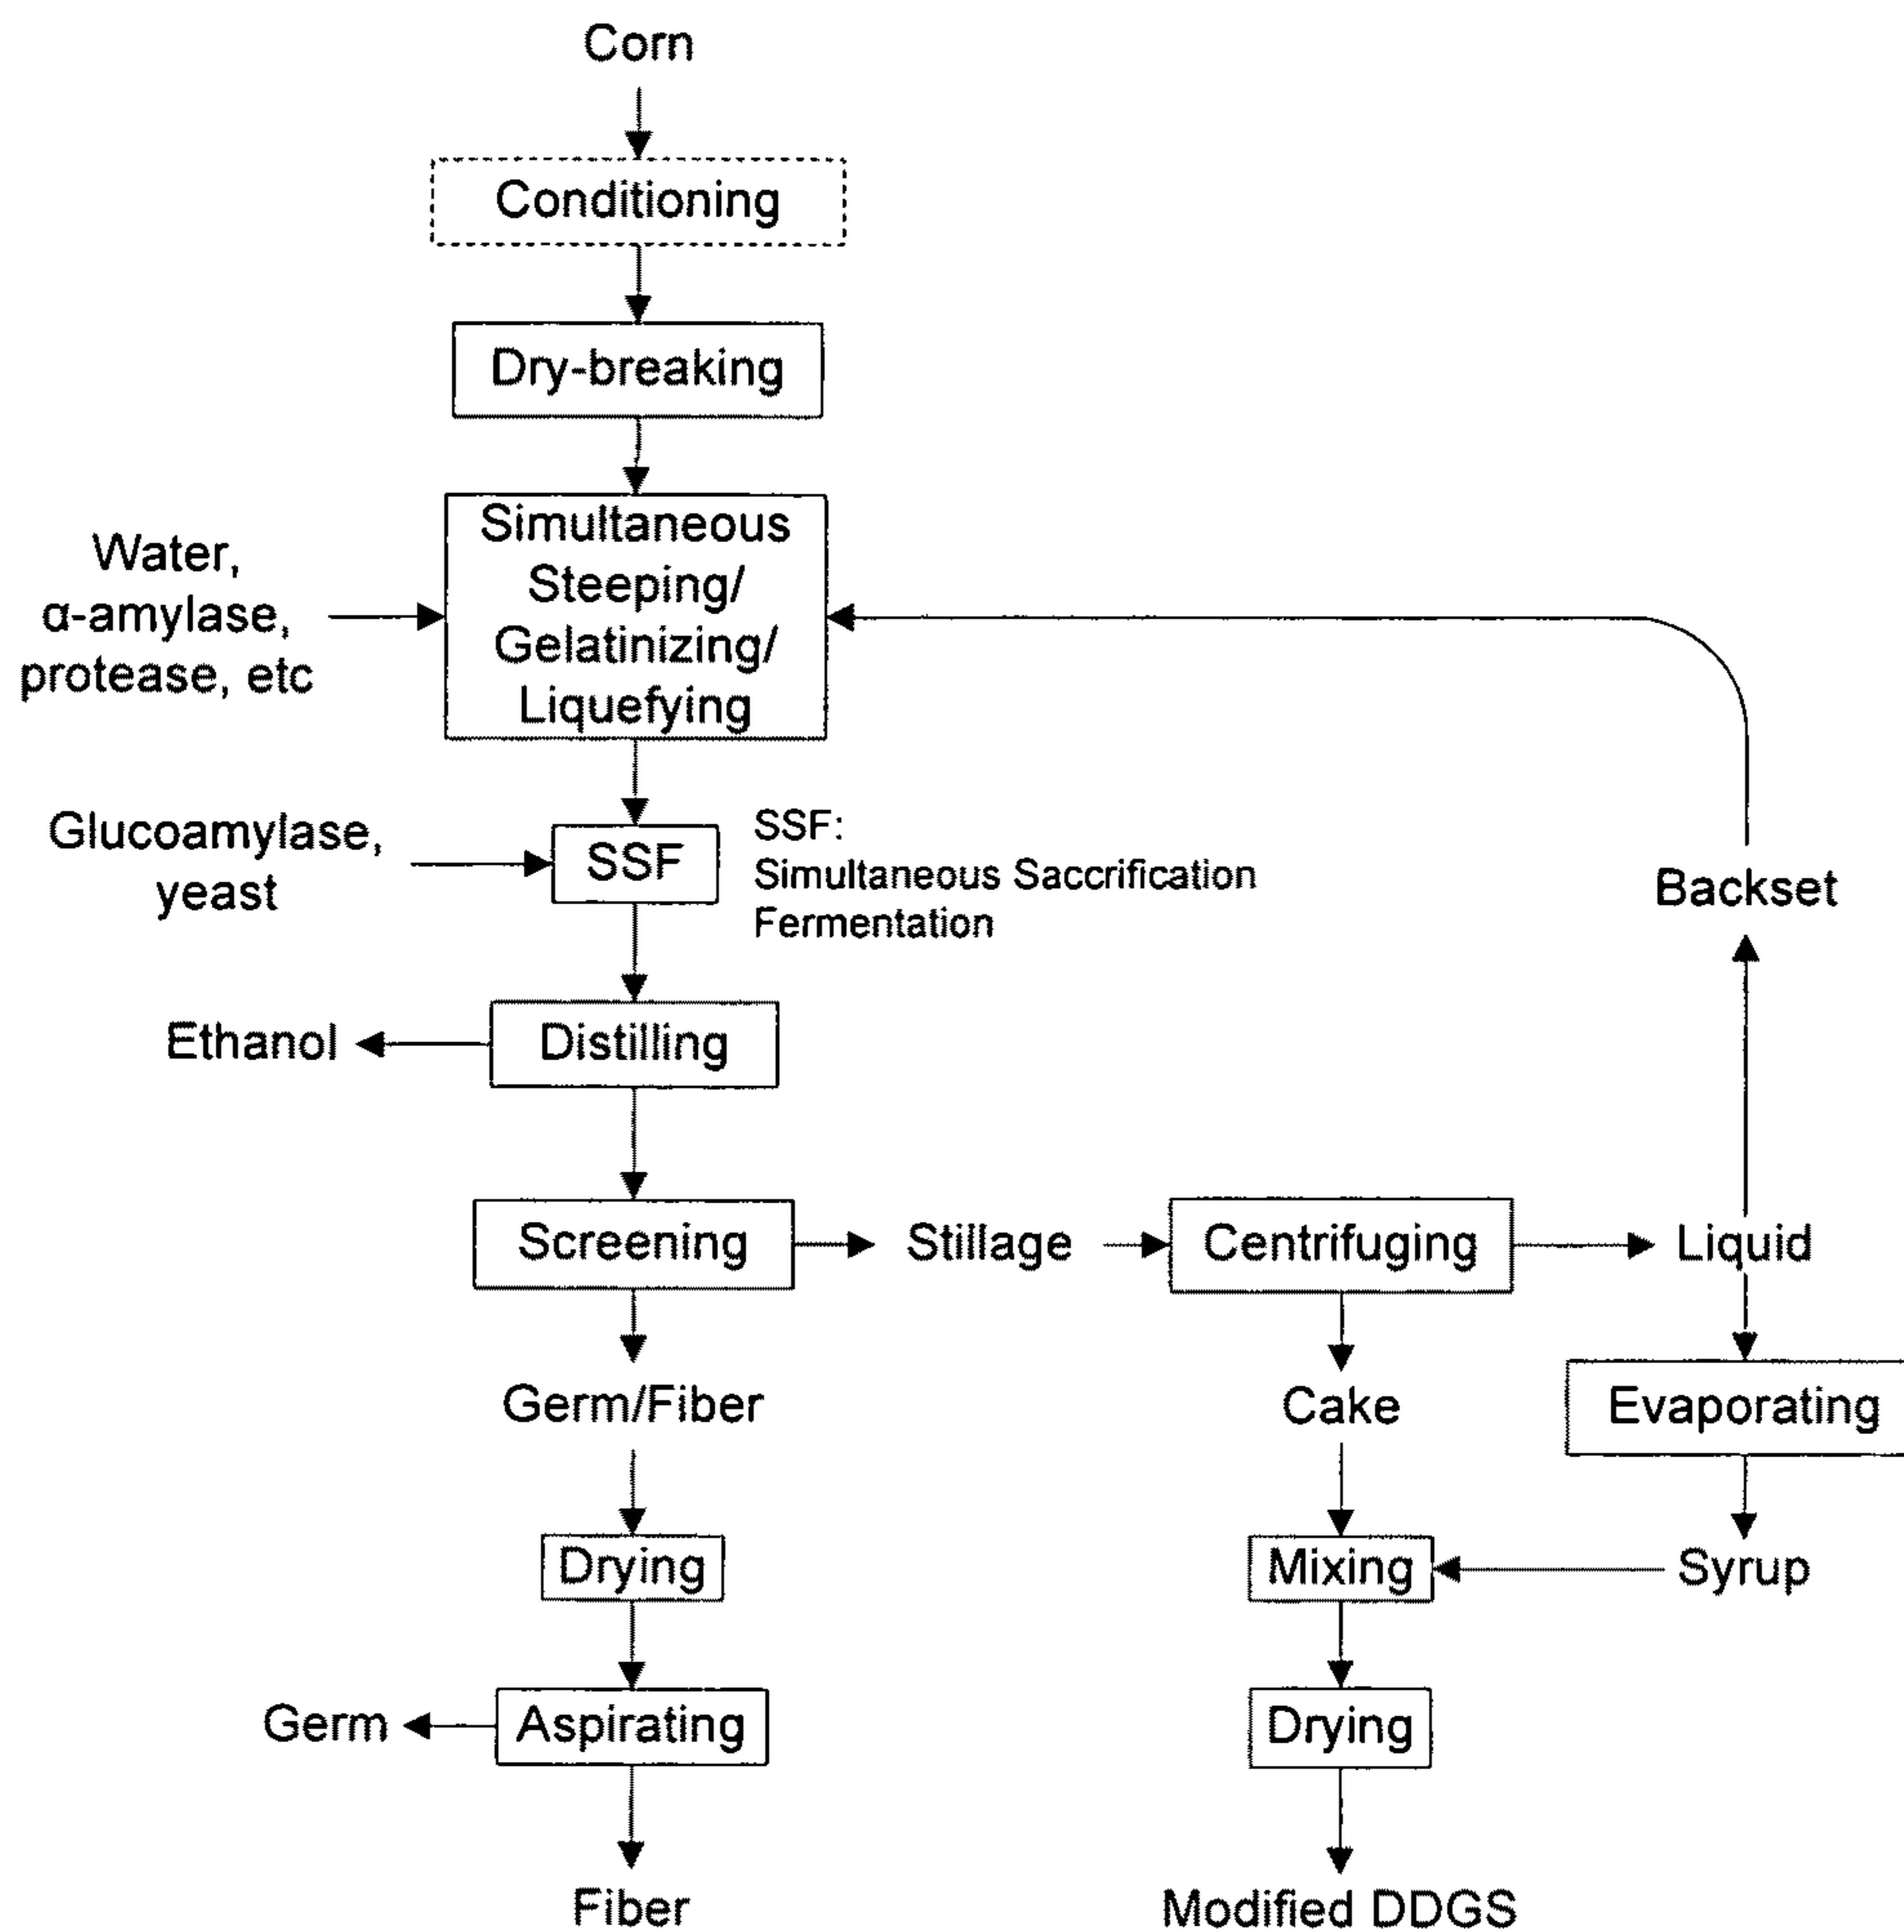 Corn
Conditioning
Dry-breaking
Simultaneous
Steeping/
Gelatinizing/
Liquefying
Water,
α-amylase,
protease, etc
Glucoamylase,
yeast
SSF
SSF:
Simultaneous Saccrification
Fermentation
Backset
Ethanol
Distilling
Screening
Stillage
Centrifuging
Liquid
Germ/Fiber
Cake
Evaporating
Drying
Mixing
Syrup
Germ
Aspirating
Drying
Fiber
Modified DDGS